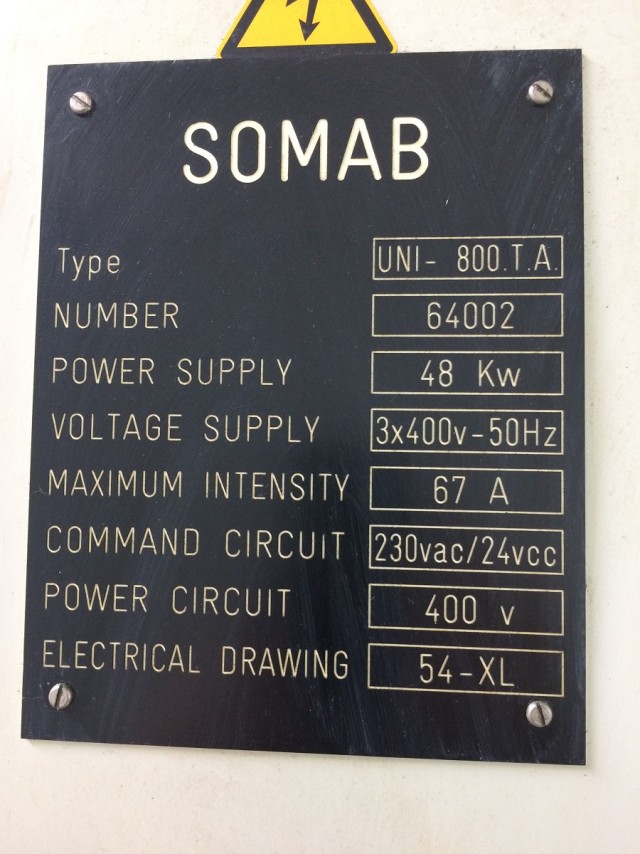 SOMAB
Type UNI- 800.T.A.
NUMBER 64002
POWER SUPPLY 48 Kw
VOLTAGE SUPPLY 3x400v-50Hz
MAXIMUM INTENSITY 67 A
COMMAND CIRCUIT 230vac/24vcc
POWER CIRCUIT 400 v
ELECTRICAL DRAWING 54-XL